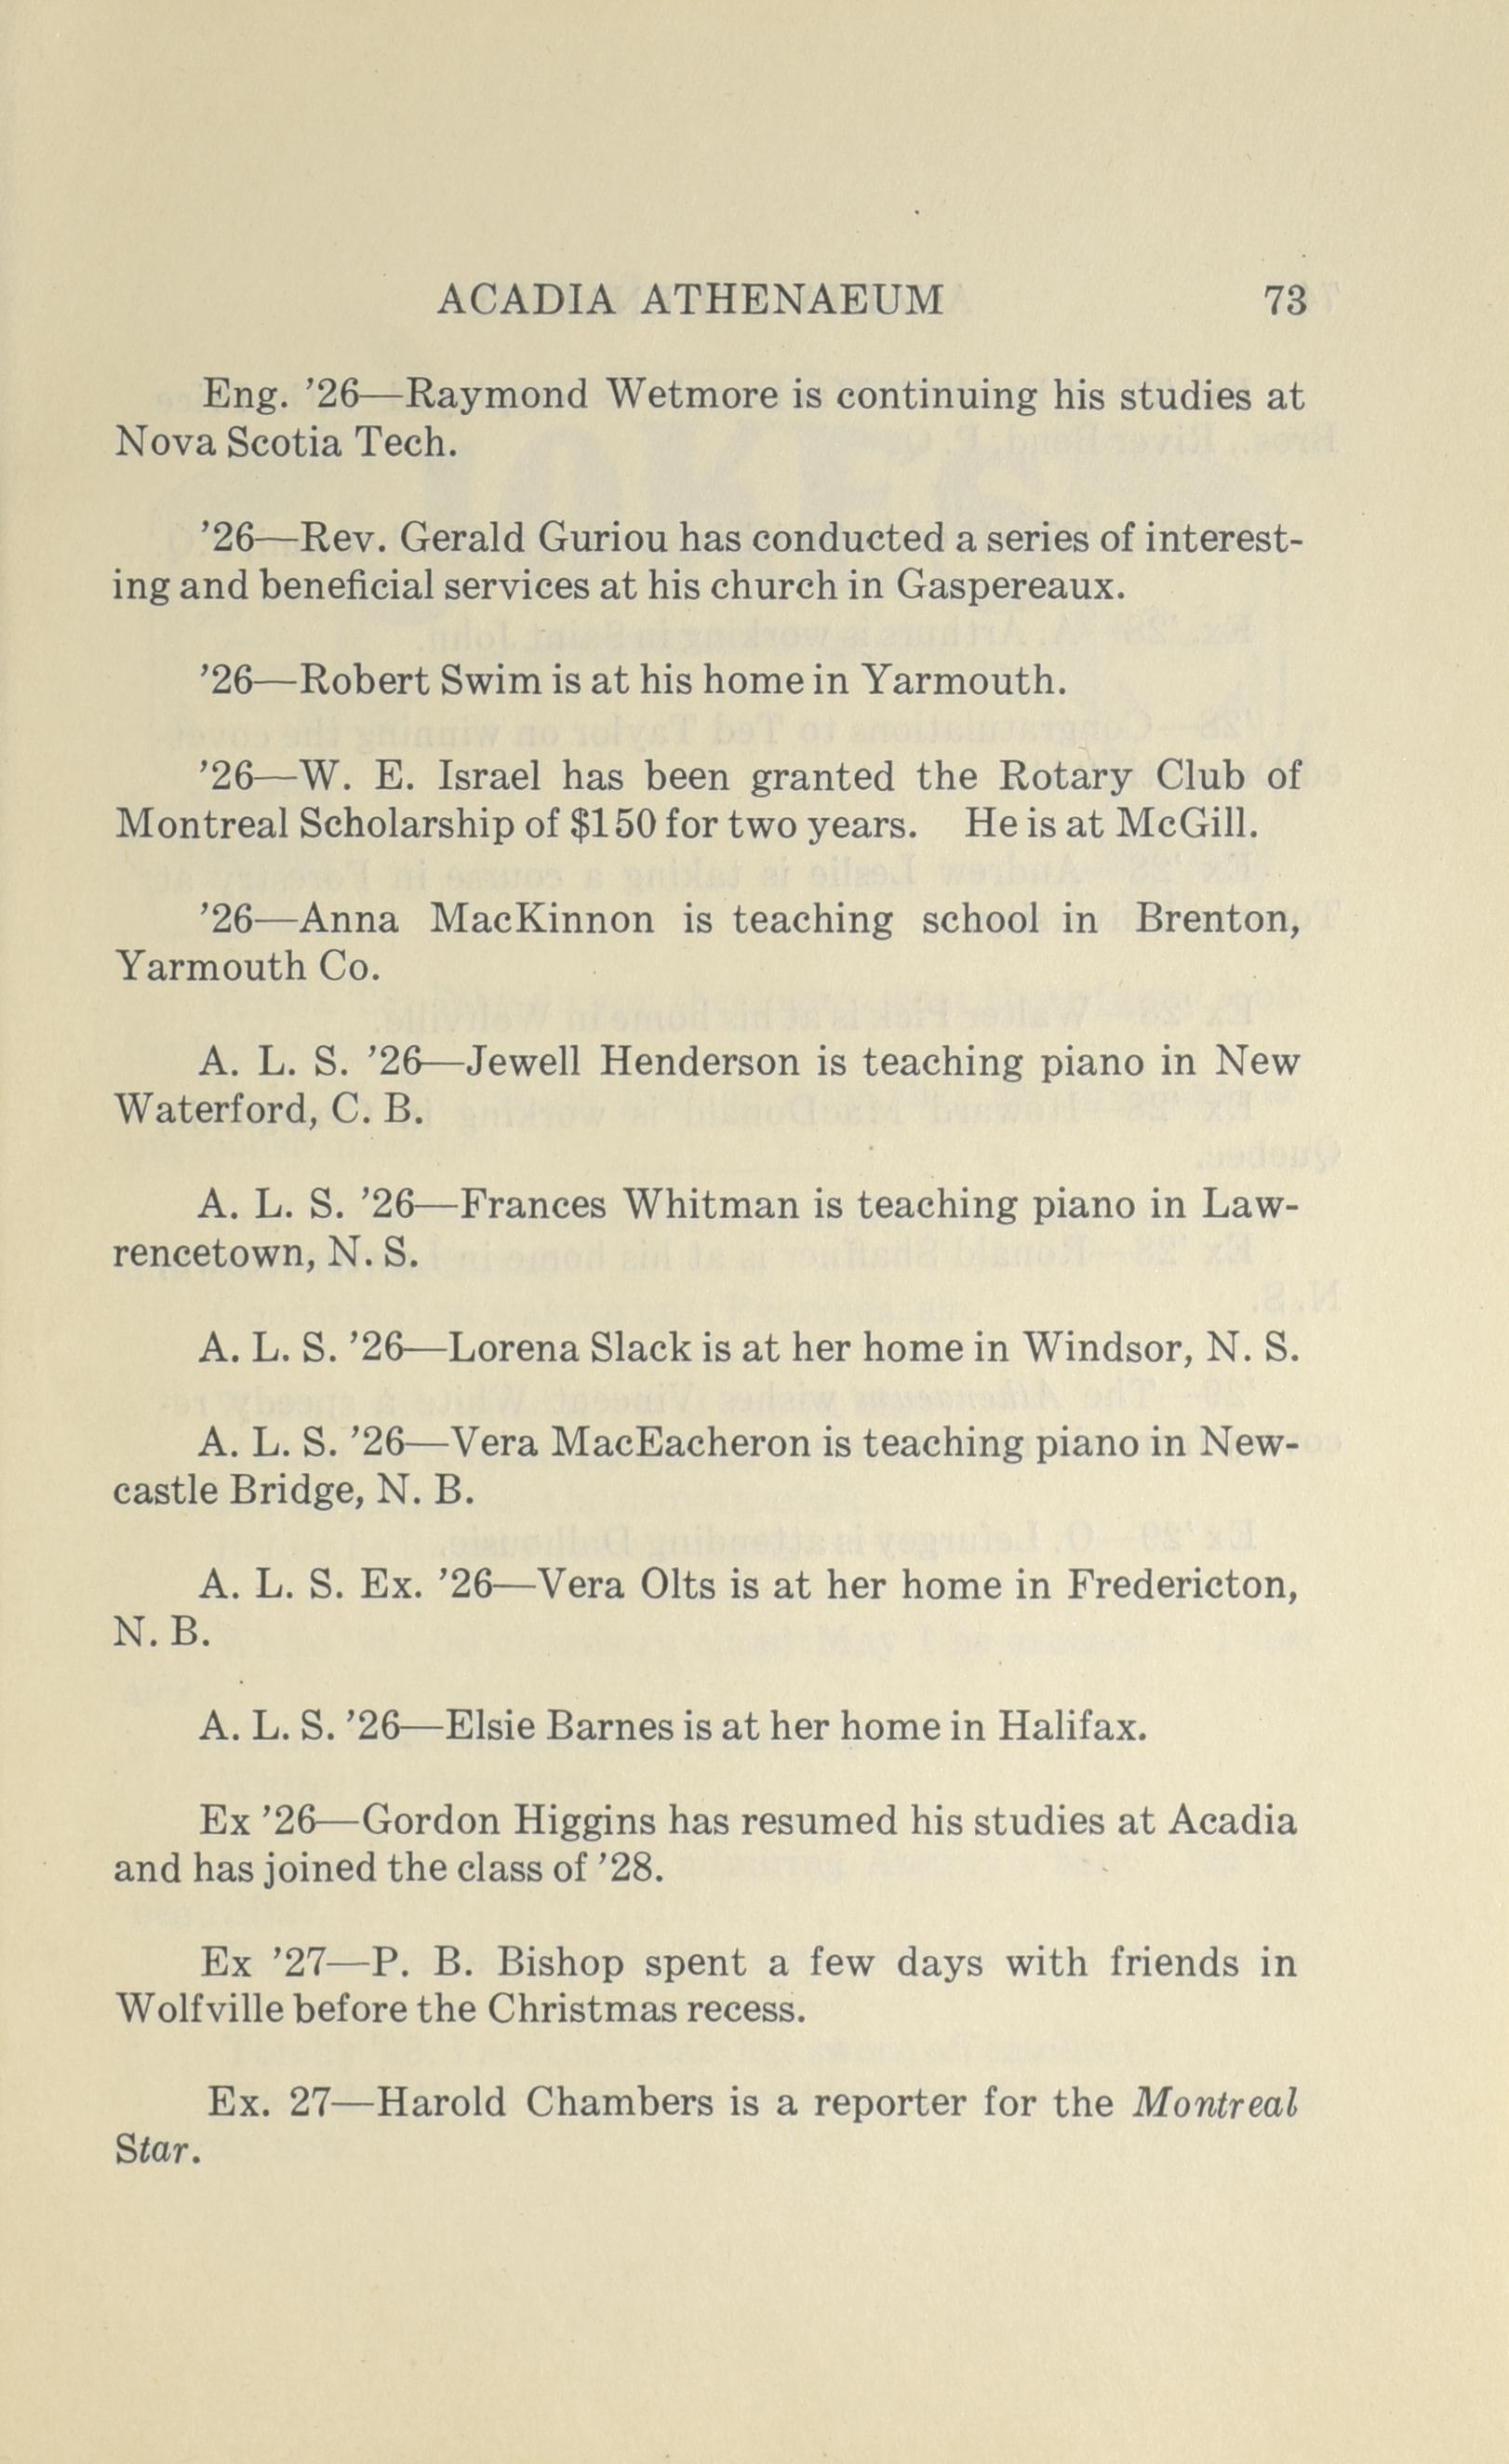 ACADIA ATHENAEUM 73
Eng. ’26—Raymond Wetmore is continuing his studies at
Nova Scotia Tech.
’26—Rev. Gerald Guriou has conducted a series of interest-
ing and beneficial services at his church in Gaspereaux.
’26—Robert Swim is at his home in Yarmouth.
’26—W. E. Israel has been granted the Rotary Club of
Montreal Scholarship of $150 for two years. He is at McGill.
’26—Anna MacKinnon is teaching school in Brenton,
Yarmouth Co.
A. L. S. ’26—Jewell Henderson is teaching piano in New
Waterford, C. B.
A. L. S. ’26—Frances Whitman is teaching piano in Law-
rencetown, N. S.
A. L. S. ’26—Lorena Slack is at her home in Windsor, N. S.
A. L. S. ’26—Vera MacEacheron is teaching piano in New-
castle Bridge, N. B.
A. L. S. Ex. ’26—Vera Olts is at her home in Fredericton,
N. B.
A. L. S. ’26—Elsie Barnes is at her home in Halifax.
Ex ’26—Gordon Higgins has resumed his studies at Acadia
and has joined the class of ’28.
Ex ’27—P. B. Bishop spent a few days with friends in
Wolfville before the Christmas recess.
Ex. 27—Harold Chambers is a reporter for the Montreal
Star.